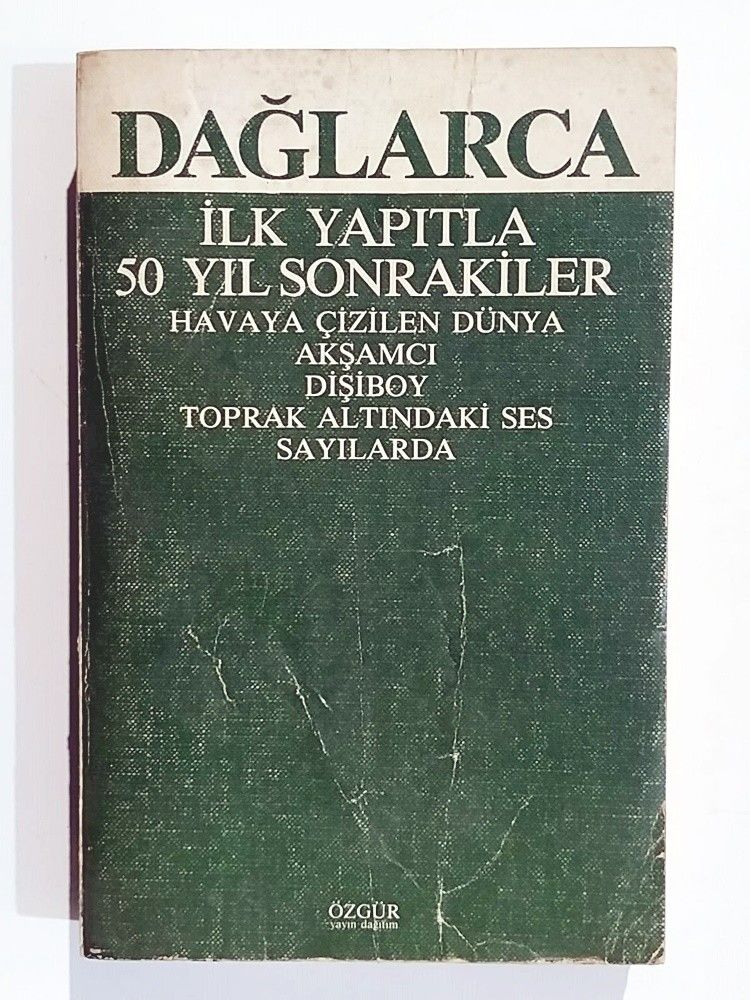 DAĞLARCA
İLK YAPITLA
50 YIL SONRAKİLER
HAVAYA ÇİZİLEN DÜNYA
AKŞAMCI
DİŞİBOY
TOPRAK ALTINDAKİ SES
SAYILARDA
ÖZGÜR
yayın dağıtım